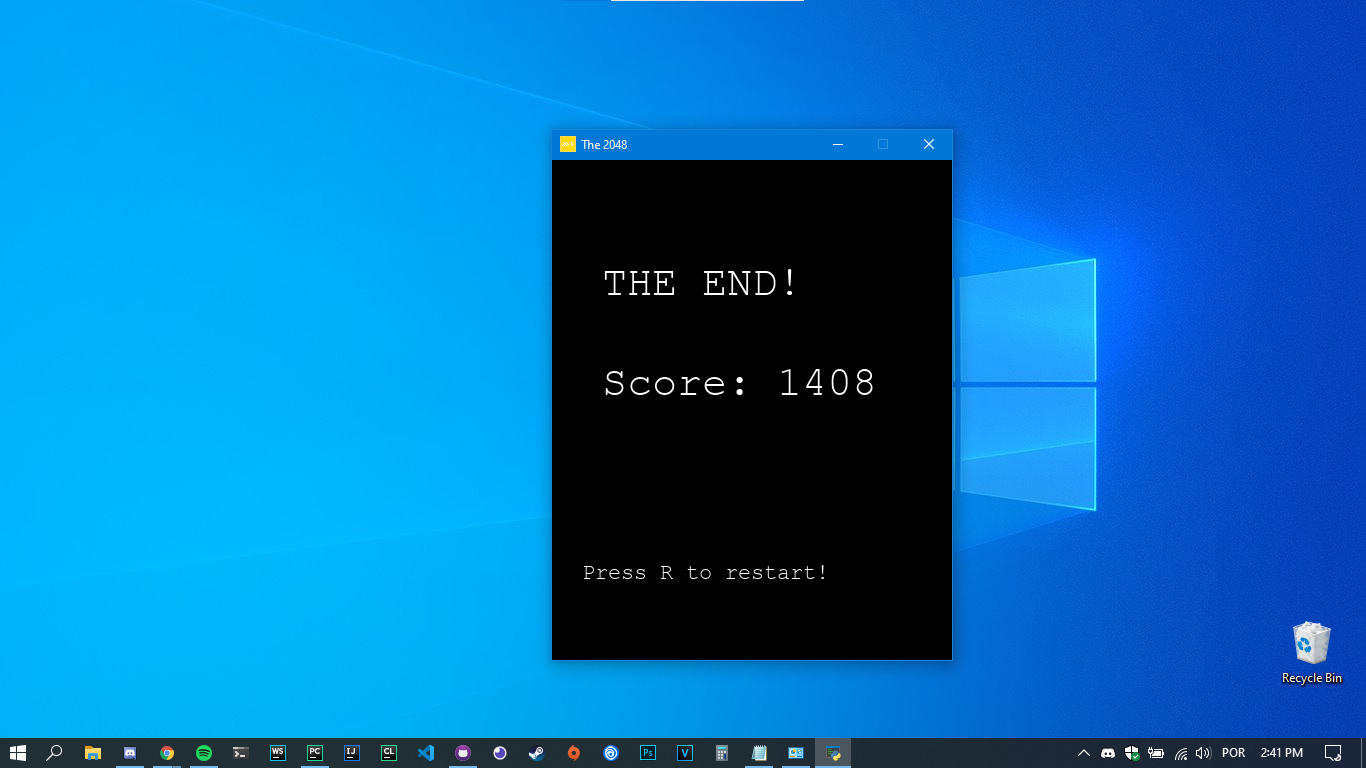 The 2048
THE END!
Score: 1408
Press R to restart!
Recycle Bin
WS
PC
IJ
CL
Ps
V
POR
2:41 PM